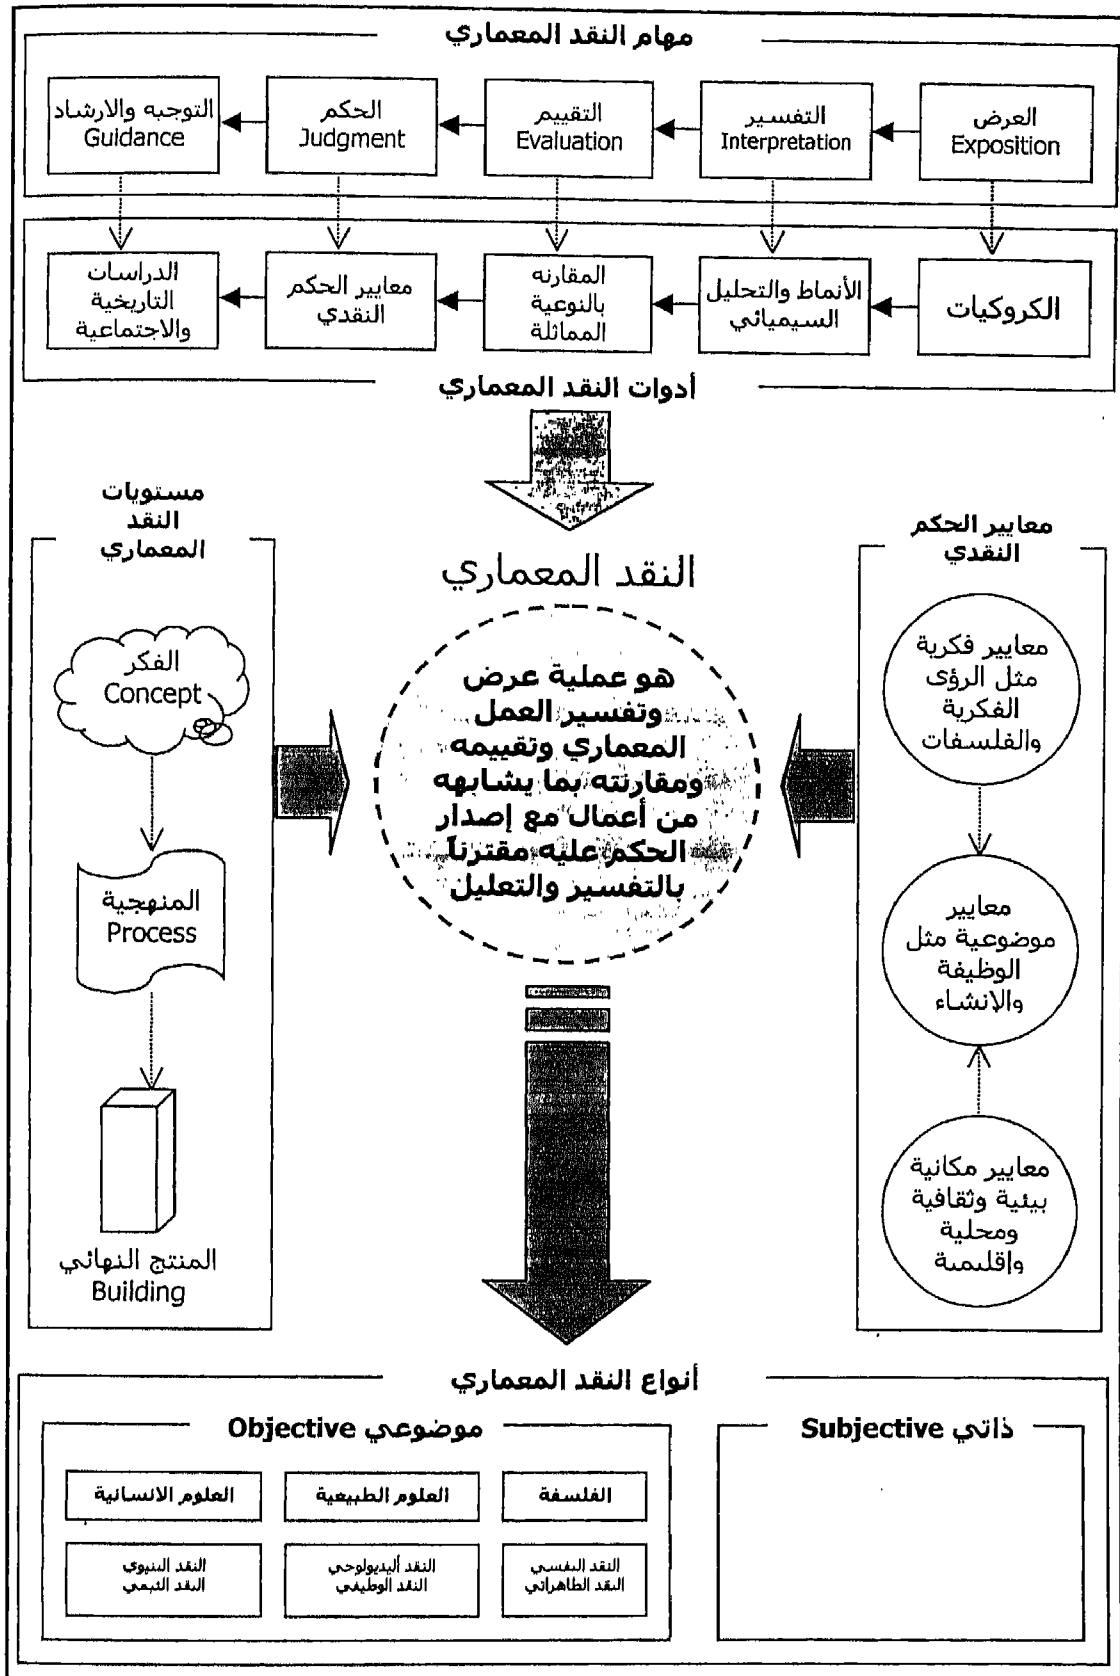 مهام النقد المعماري
العرض
Exposition
التفسير
Interpretation
التقييم
Evaluation
الحكم
Judgment
التوجيه والارشاد
Guidance
الكروكيات
الأنماط والتحليل
السيميائي
المقارنه
بالنوعية
المماثلة
معايير الحكم
النقدي
الدراسات
التاريخية
والاجتماعية
أدوات النقد المعماري
معايير الحكم
النقدي
معايير فكرية
مثل الرؤى
الفكرية
والفلسفات
معايير
موضوعية مثل
الوظيفة
والإنشاء
معايير مكانية
بيئية وثقافية
ومحلية
وإقليمية
النقد المعماري
هو عملية عرض
وتفسير العمل
المعماري وتقييمه
ومقارنته بما يشابهه
من أعمال مع إصدار
الحكم عليه مقترناً
بالتفسير والتعليل
مستويات
النقد
المعماري
الفكر
Concept
المنهجية
Process
المنتج النهائي
Building
أنواع النقد المعماري
ذاتي Subjective
موضوعي Objective
الفلسفة
العلوم الطبيعية
العلوم الانسانية
النقد النفسي
النقد الظاهراتي
النقد أليديولوجي
النقد الوظيفي
النقد البنيوي
النقد